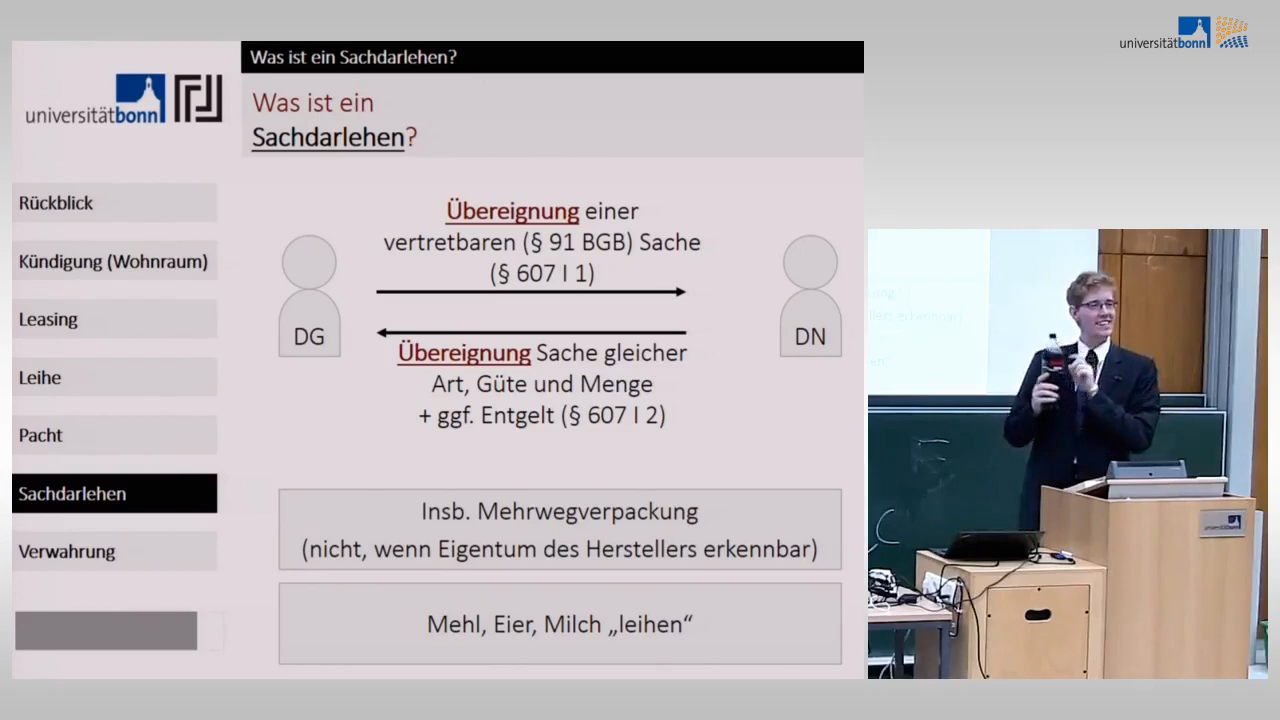 universitätbonn
Was ist ein Sachdarlehen?
universitätbonn
Was ist ein
Sachdarlehen?
Rückblick
Kündigung (Wohnraum)
Leasing
Leihe
Pacht
Sachdarlehen
Verwahrung
Übereignung einer
vertretbaren (§ 91 BGB) Sache
(§ 607 I 1)
DG
DN
Übereignung Sache gleicher
Art, Güte und Menge
+ ggf. Entgelt (§ 607 I 2)
Insb. Mehrwegverpackung
(nicht, wenn Eigentum des Herstellers erkennbar)
Mehl, Eier, Milch „leihen“
universitätbonn